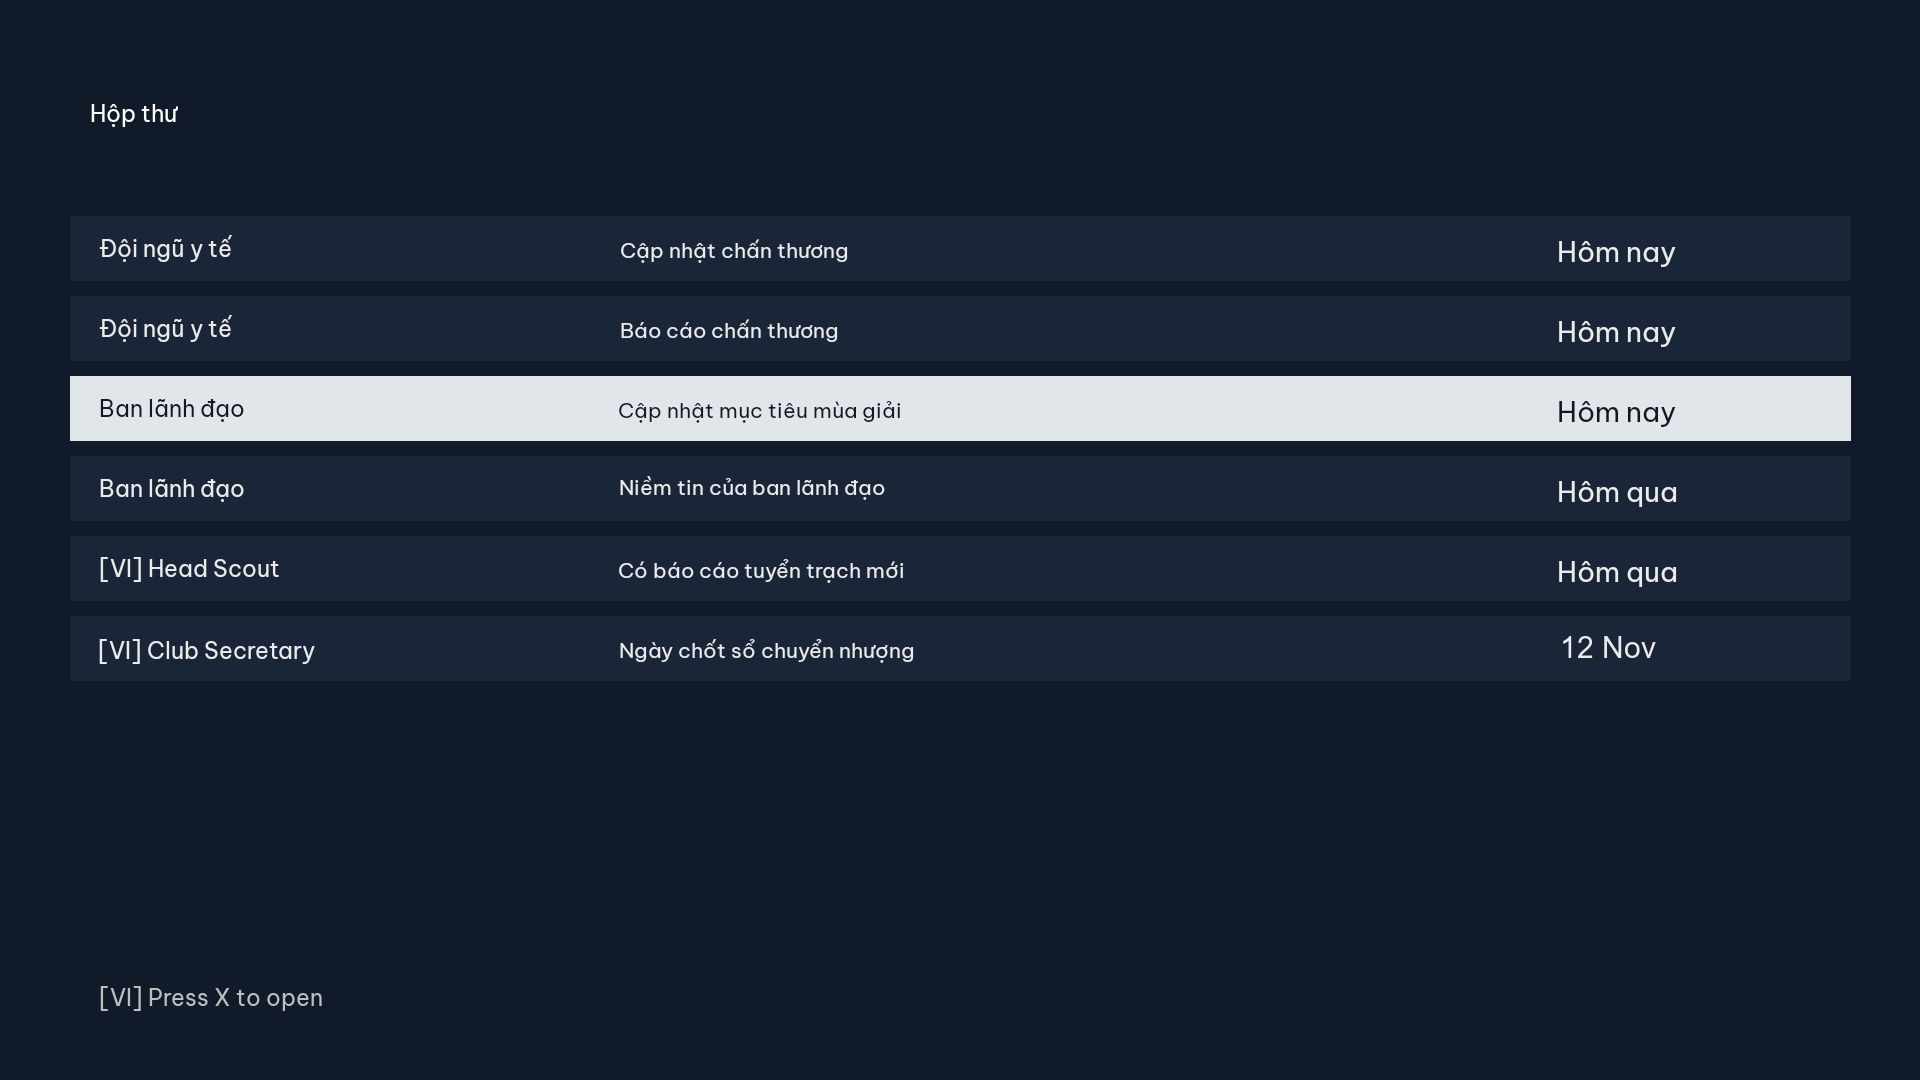 Hộp thư
Đội ngũ y tế Cập nhật chấn thương Hôm nay
Đội ngũ y tế Báo cáo chấn thương Hôm nay
Ban lãnh đạo Cập nhật mục tiêu mùa giải Hôm nay
Ban lãnh đạo Niềm tin của ban lãnh đạo Hôm qua
[VI] Head Scout Có báo cáo tuyển trạch mới Hôm qua
[VI] Club Secretary Ngày chốt sổ chuyển nhượng 12 Nov
[VI] Press X to open